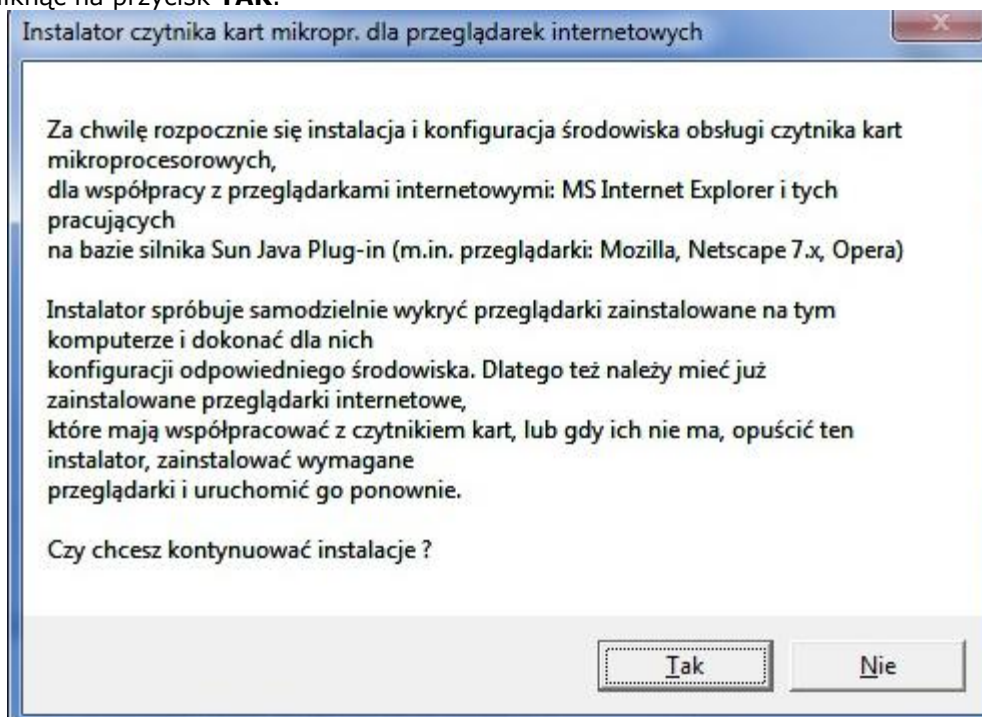 na przycisk TAK.
Instalator czytnika kart mikropr. dla przeglądarek internetowych
Za chwilę rozpocznie się instalacja i konfiguracja środowiska obsługi czytnika kart
mikroprocesorowych,
dla współpracy z przeglądarkami internetowymi: MS Internet Explorer i tych
pracujących
na bazie silnika Sun Java Plug-in (m.in. przeglądarki: Mozilla, Netscape 7.x, Opera)
Instalator spróbuje samodzielnie wykryć przeglądarki zainstalowane na tym
komputerze i dokonać dla nich
konfiguracji odpowiedniego środowiska. Dlatego też należy mieć już
zainstalowane przeglądarki internetowe,
które mają współpracować z czytnikiem kart, lub gdy ich nie ma, opuścić ten
instalator, zainstalować wymagane
przeglądarki i uruchomić go ponownie.
Czy chcesz kontynuować instalacje ?
Tak
Nie